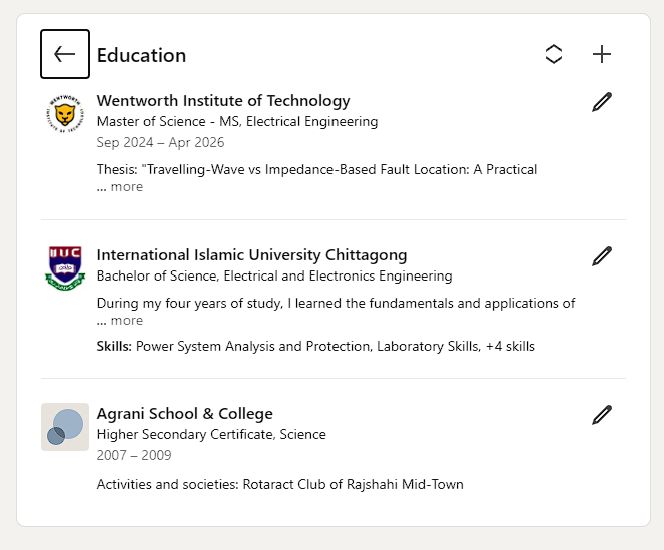 Education
Wentworth Institute of Technology
Master of Science - MS, Electrical Engineering
Sep 2024 – Apr 2026
Thesis: "Travelling-Wave vs Impedance-Based Fault Location: A Practical
... more
International Islamic University Chittagong
Bachelor of Science, Electrical and Electronics Engineering
During my four years of study, I learned the fundamentals and applications of
... more
Skills: Power System Analysis and Protection, Laboratory Skills, +4 skills
Agrani School & College
Higher Secondary Certificate, Science
2007 – 2009
Activities and societies: Rotaract Club of Rajshahi Mid-Town